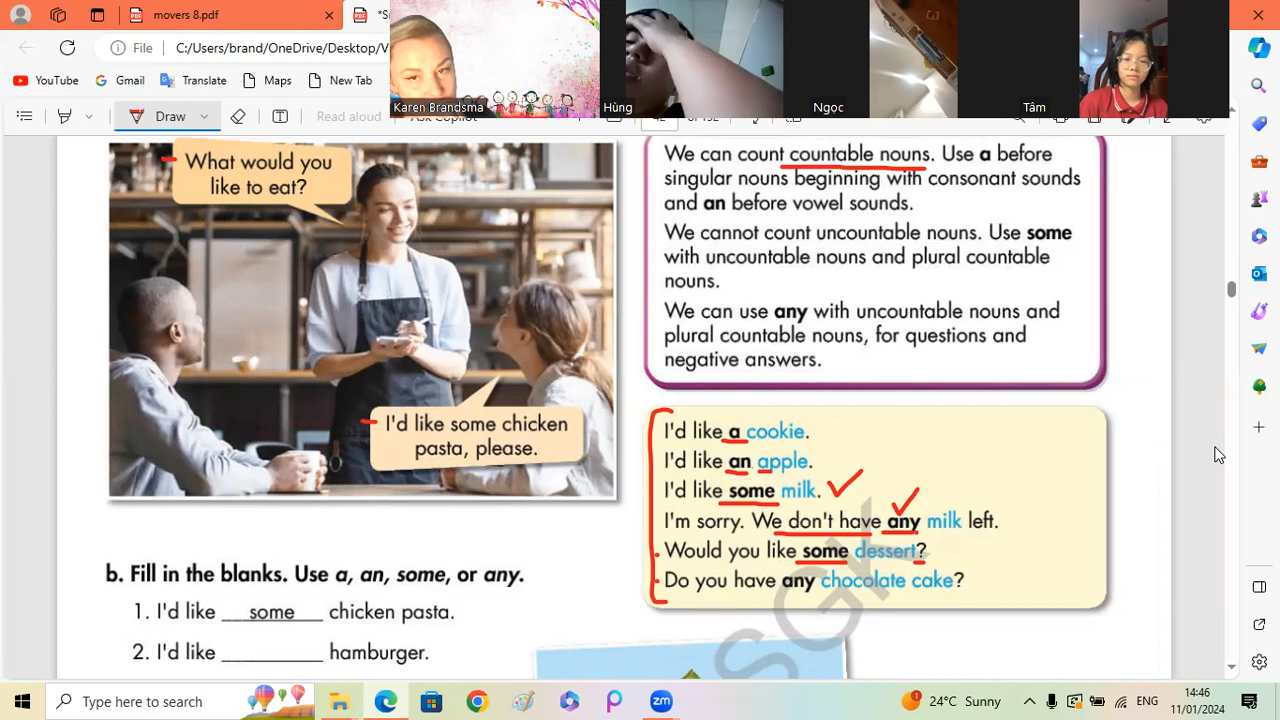 movers 8.pdf
File
C:/Users/brand/OneDrive/Desktop/V
YouTube
Gmail
Translate
Maps
New Tab
Karen Brandsma
Hùng
Ngọc
Tâm
Draw
Read aloud
What would you
like to eat?
I'd like some chicken
pasta, please.
We can count countable nouns. Use a before
singular nouns beginning with consonant sounds
and an before vowel sounds.
We cannot count uncountable nouns. Use some
with uncountable nouns and plural countable
nouns.
We can use any with uncountable nouns and
plural countable nouns, for questions and
negative answers.
I'd like a cookie.
I'd like an apple.
I'd like some milk.
I'm sorry. We don't have any milk left.
Would you like some dessert?
Do you have any chocolate cake?
b. Fill in the blanks. Use a, an, some, or any.
1. I'd like some chicken pasta.
2. I'd like __________ hamburger.
SGK
Type here to search
24°C Sunny
ENG
14:46
11/01/2024